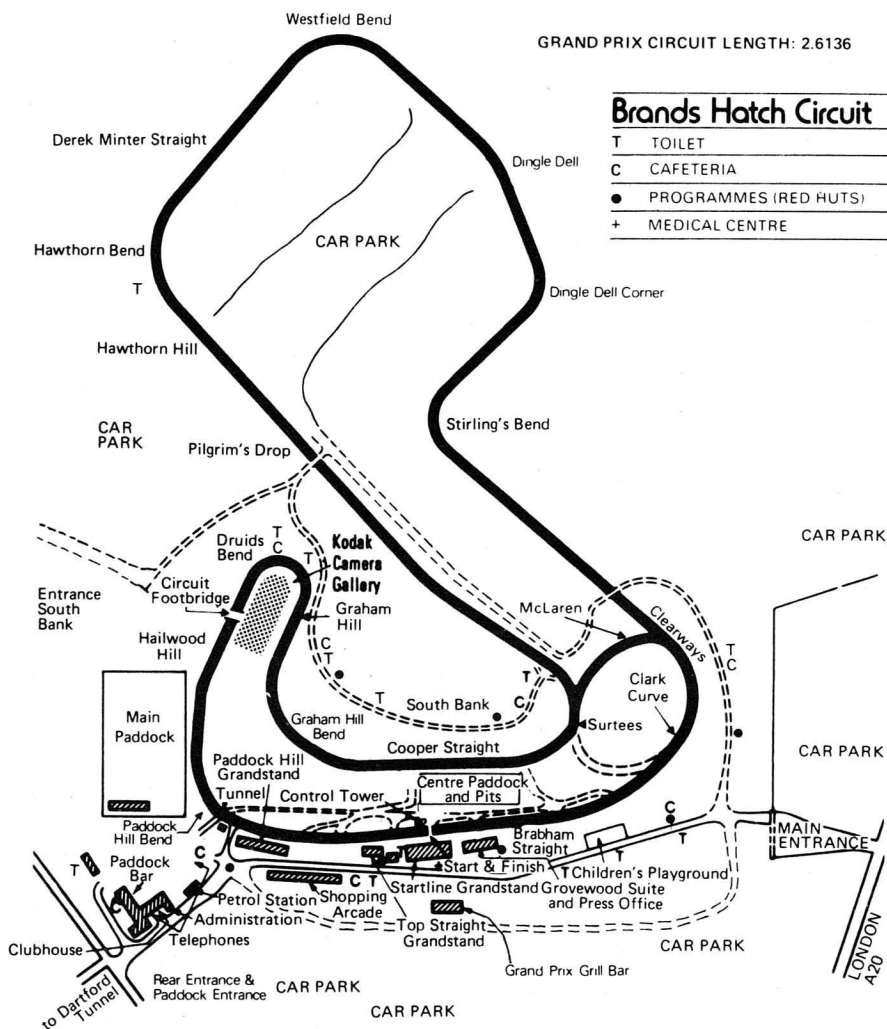 Westfield Bend
GRAND PRIX CIRCUIT LENGTH: 2.6136
Brands Hatch Circuit
T TOILET
C CAFETERIA
● PROGRAMMES (RED HUTS)
+ MEDICAL CENTRE
Derek Minter Straight
Dingle Dell
CAR PARK
Hawthorn Bend
T
Dingle Dell Corner
Hawthorn Hill
Stirling's Bend
CAR
PARK
Pilgrim's Drop
CAR PARK
Druids
Bend
T
C
T
Kodak
Camera
Gallery
Circuit
Footbridge
Entrance
South
Bank
Graham
Hill
McLaren
Clearways
T
C
Hailwood
Hill
C
T
Clark
Curve
T
South Bank
T
C
Main
Paddock
Graham Hill
Bend
Surtees
Cooper Straight
CAR PARK
Paddock Hill
Grandstand
Tunnel
Control Tower
Centre Paddock
and Pits
C
T
Paddock
Hill Bend
Brabham
Straight
MAIN
ENTRANCE
T
Paddock
Bar
C
T
Start & Finish
T
T
Children's Playground
C
T
Startline Grandstand
Grovewood Suite
and Press Office
Petrol Station
Shopping
Arcade
C
C
Administration
Telephones
Top Straight
Grandstand
Clubhouse
CAR PARK
Grand Prix Grill Bar
LONDON
A20
Rear Entrance &
Paddock Entrance
CAR PARK
to Dartford
Tunnel
CAR PARK